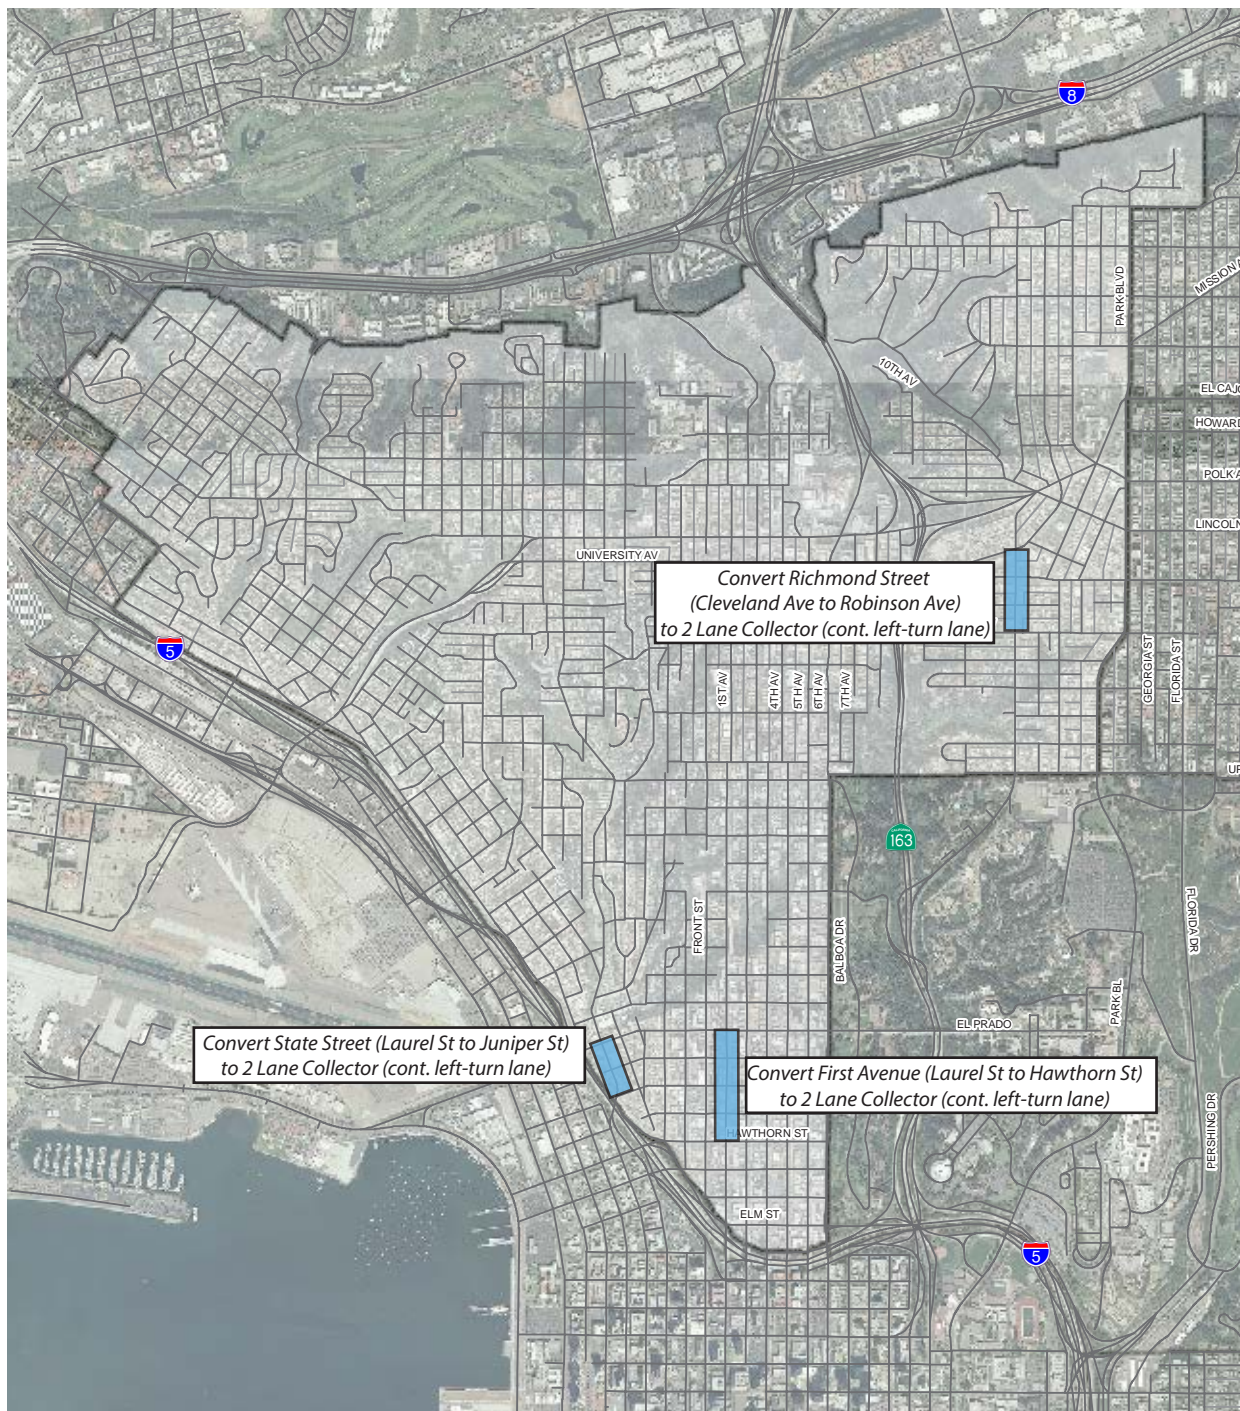 8
PARK BLVD
MISSION A
10TH AV
EL CAJO
HOWARD
POLK A
LINCOLN
UNIVERSITY AV
Convert Richmond Street
(Cleveland Ave to Robinson Ave)
to 2 Lane Collector (cont. left-turn lane)
5
GEORGIA ST
FLORIDA ST
1ST AV
4TH AV
5TH AV
6TH AV
7TH AV
UP
CALIFORNIA
163
FRONT ST
BALBOA DR
FLORIDA DR
PARK BL
EL PRADO
Convert State Street (Laurel St to Juniper St)
to 2 Lane Collector (cont. left-turn lane)
Convert First Avenue (Laurel St to Hawthorn St)
to 2 Lane Collector (cont. left-turn lane)
HAWTHORN ST
PERSHING DR
ELM ST
5